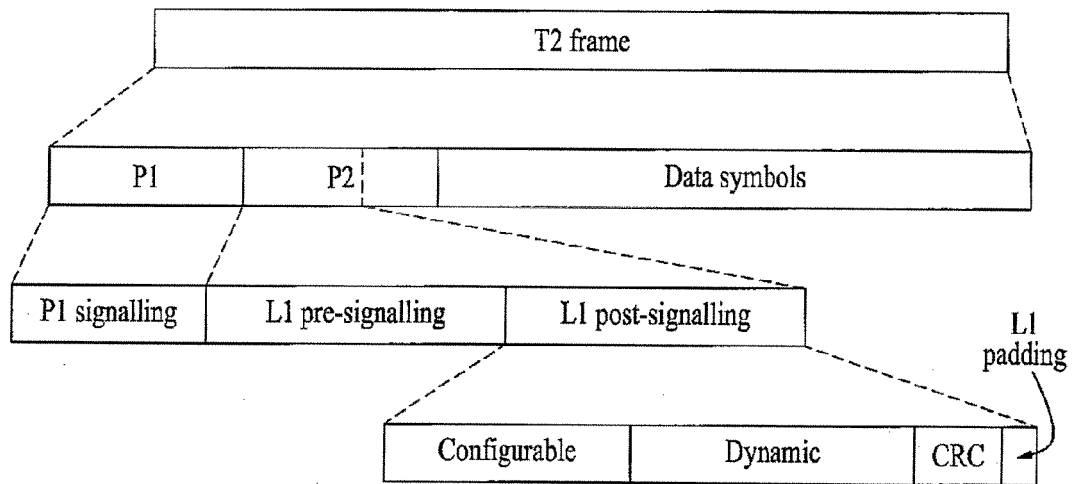 T2 frame
P1
P2
Data symbols
P1 signalling
L1 pre-signalling
L1 post-signalling
L1
padding
Configurable
Dynamic
CRC